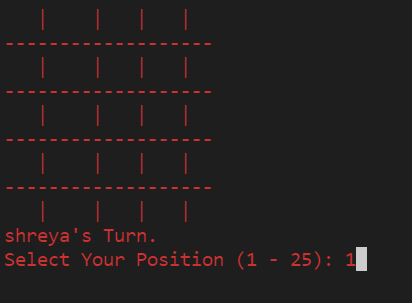 shreya's Turn.
Select Your Position (1 - 25): 1